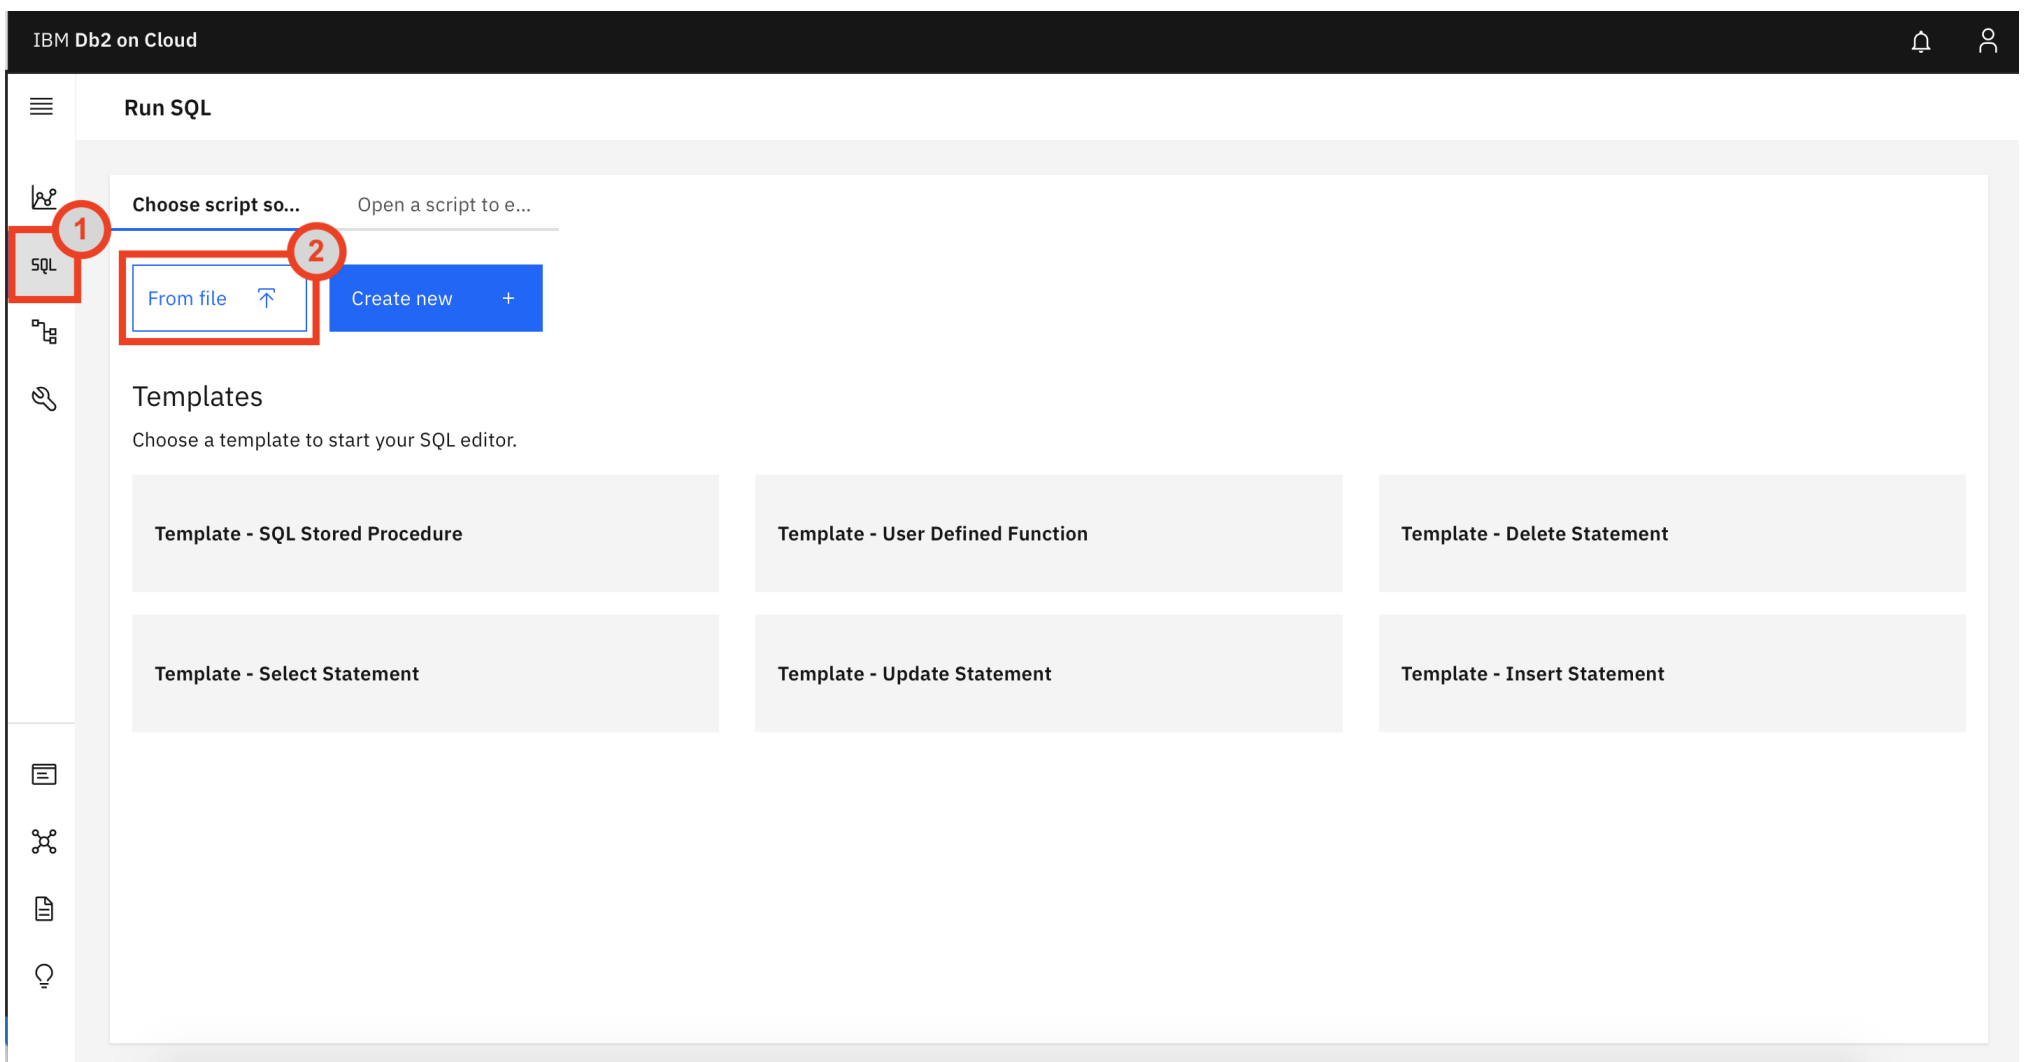 IBM Db2 on Cloud
Run SQL
Choose script so... Open a script to e...
1
SQL
2
From file
Create new +
Templates
Choose a template to start your SQL editor.
Template - SQL Stored Procedure
Template - User Defined Function
Template - Delete Statement
Template - Select Statement
Template - Update Statement
Template - Insert Statement